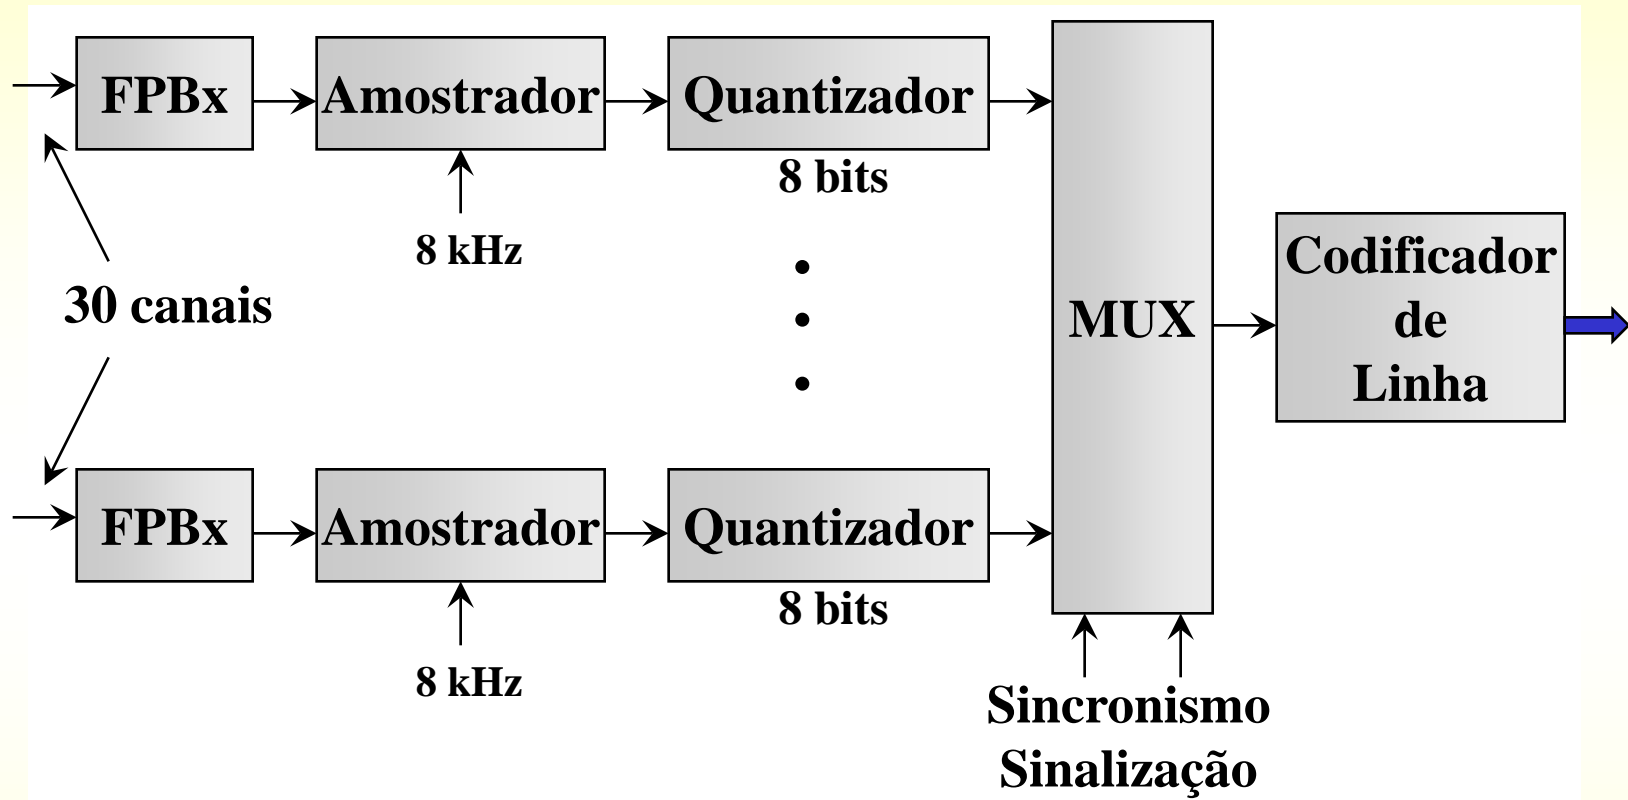 FPBx
Amostrador
Quantizador
8 bits
8 kHz
30 canais
MUX
Codificador
de
Linha
FPBx
Amostrador
Quantizador
8 bits
8 kHz
Sincronismo
Sinalização